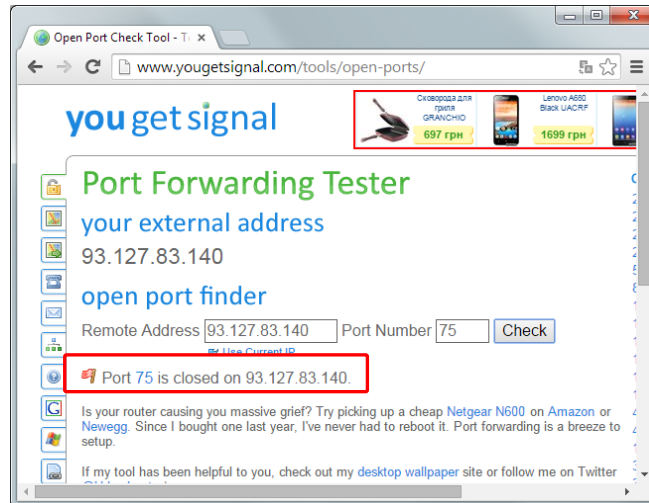 Open Port Check Tool - T
www.yougetsignal.com/tools/open-ports/
you get signal
Сковорода для
гриля
GRANCHIO
697 грн
Lenovo A680
Black UACRF
1699 грн
Port Forwarding Tester
your external address
93.127.83.140
open port finder
Remote Address 93.127.83.140 Port Number 75 Check
Use Current IP
Port 75 is closed on 93.127.83.140.
Is your router causing you massive grief? Try picking up a cheap Netgear N600 on Amazon or
Newegg. Since I bought one last year, I've never had to reboot it. Port forwarding is a breeze to
setup.
If my tool has been helpful to you, check out my desktop wallpaper site or follow me on Twitter